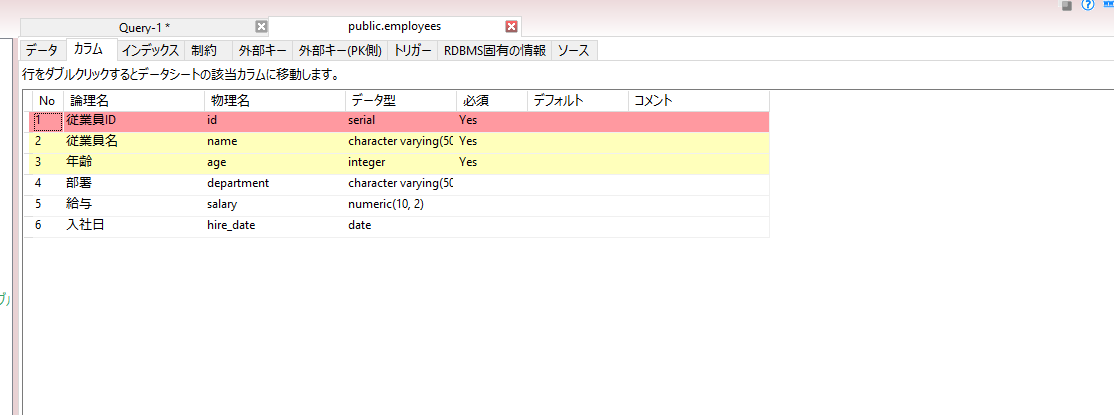 Query-1 * public.employees
データ カラム インデックス 制約 外部キー 外部キー(PK側) トリガー RDBMS固有の情報 ソース
行をダブルクリックするとデータシートの該当カラムに移動します。
No 論理名 物理名 データ型 必須 デフォルト コメント
1 従業員ID id serial Yes
2 従業員名 name character varying(50 Yes
3 年齢 age integer Yes
4 部署 department character varying(50
5 給与 salary numeric(10, 2)
6 入社日 hire_date date